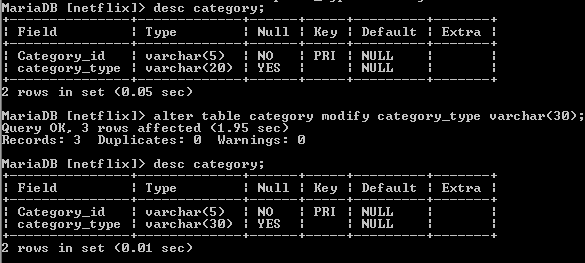 MariaDB [netflix]> desc category;
+---------------+-------------+------+-----+---------+-------+
| Field         | Type        | Null | Key | Default | Extra |
+---------------+-------------+------+-----+---------+-------+
| Category_id   | varchar(5)  | NO   | PRI | NULL    |       |
| category_type | varchar(20) | YES  |     | NULL    |       |
+---------------+-------------+------+-----+---------+-------+
2 rows in set (0.05 sec)
MariaDB [netflix]> alter table category modify category_type varchar(30);
Query OK, 3 rows affected (1.95 sec)
Records: 3  Duplicates: 0  Warnings: 0
MariaDB [netflix]> desc category;
+---------------+-------------+------+-----+---------+-------+
| Field         | Type        | Null | Key | Default | Extra |
+---------------+-------------+------+-----+---------+-------+
| Category_id   | varchar(5)  | NO   | PRI | NULL    |       |
| category_type | varchar(30) | YES  |     | NULL    |       |
+---------------+-------------+------+-----+---------+-------+
2 rows in set (0.01 sec)